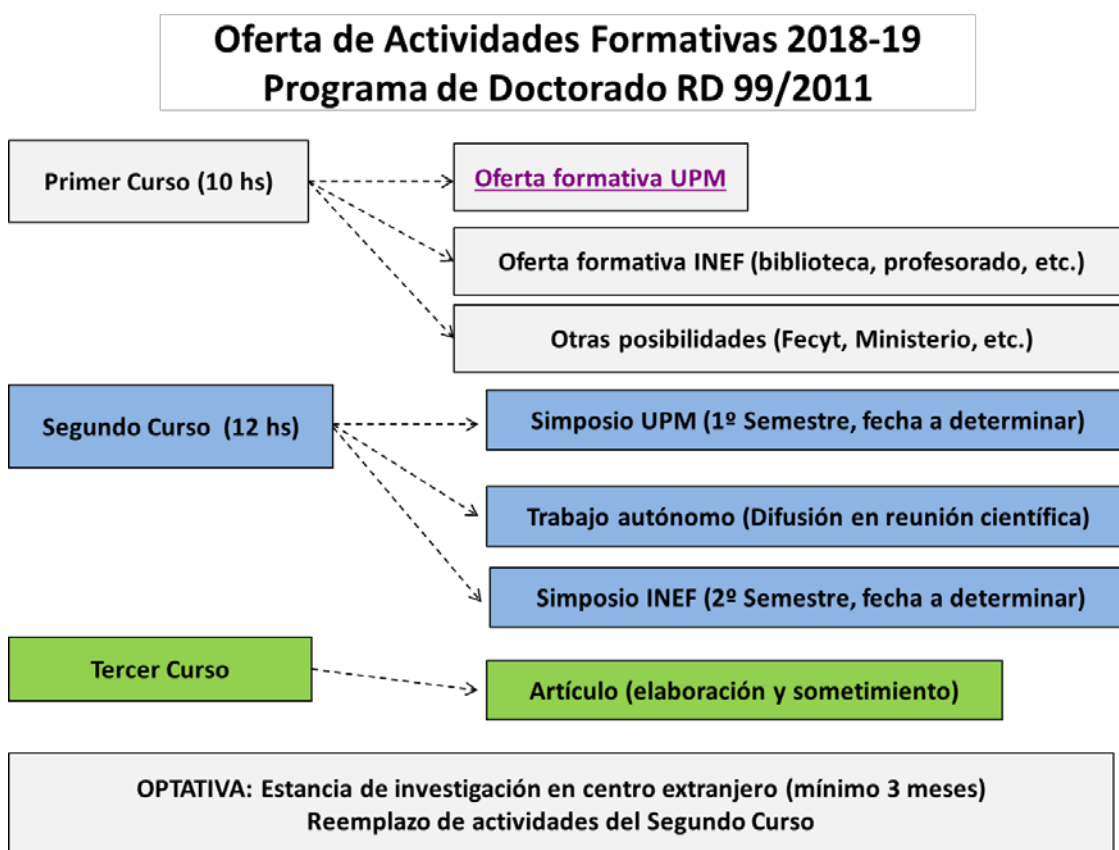 Oferta de Actividades Formativas 2018-19
Programa de Doctorado RD 99/2011
Primer Curso (10 hs)
Oferta formativa UPM
Oferta formativa INEF (biblioteca, profesorado, etc.)
Otras posibilidades (Fecyt, Ministerio, etc.)
Segundo Curso (12 hs)
Simposio UPM (1º Semestre, fecha a determinar)
Trabajo autónomo (Difusión en reunión científica)
Simposio INEF (2º Semestre, fecha a determinar)
Tercer Curso
Artículo (elaboración y sometimiento)
OPTATIVA: Estancia de investigación en centro extranjero (mínimo 3 meses)
Reemplazo de actividades del Segundo Curso